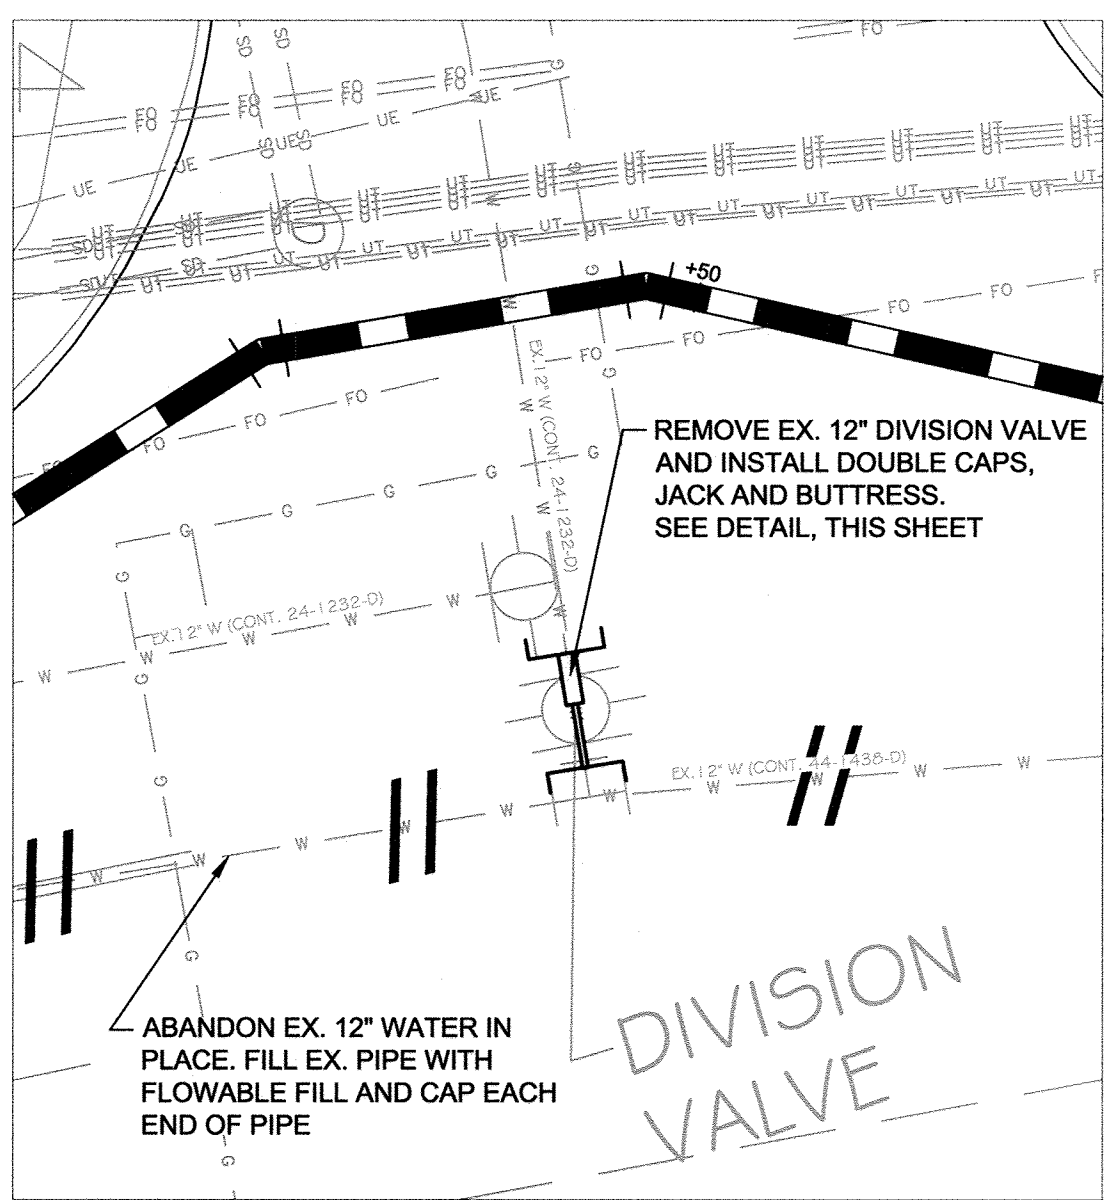 +50
REMOVE EX. 12" DIVISION VALVE
AND INSTALL DOUBLE CAPS,
JACK AND BUTTRESS.
SEE DETAIL, THIS SHEET
EX. 12" W (CONT. 24-1232-D)
EX. 12" W (CONT. 24-1232-D)
EX. 12" W (CONT. 44-1438-D)
ABANDON EX. 12" WATER IN
PLACE. FILL EX. PIPE WITH
FLOWABLE FILL AND CAP EACH
END OF PIPE
DIVISION
VALVE